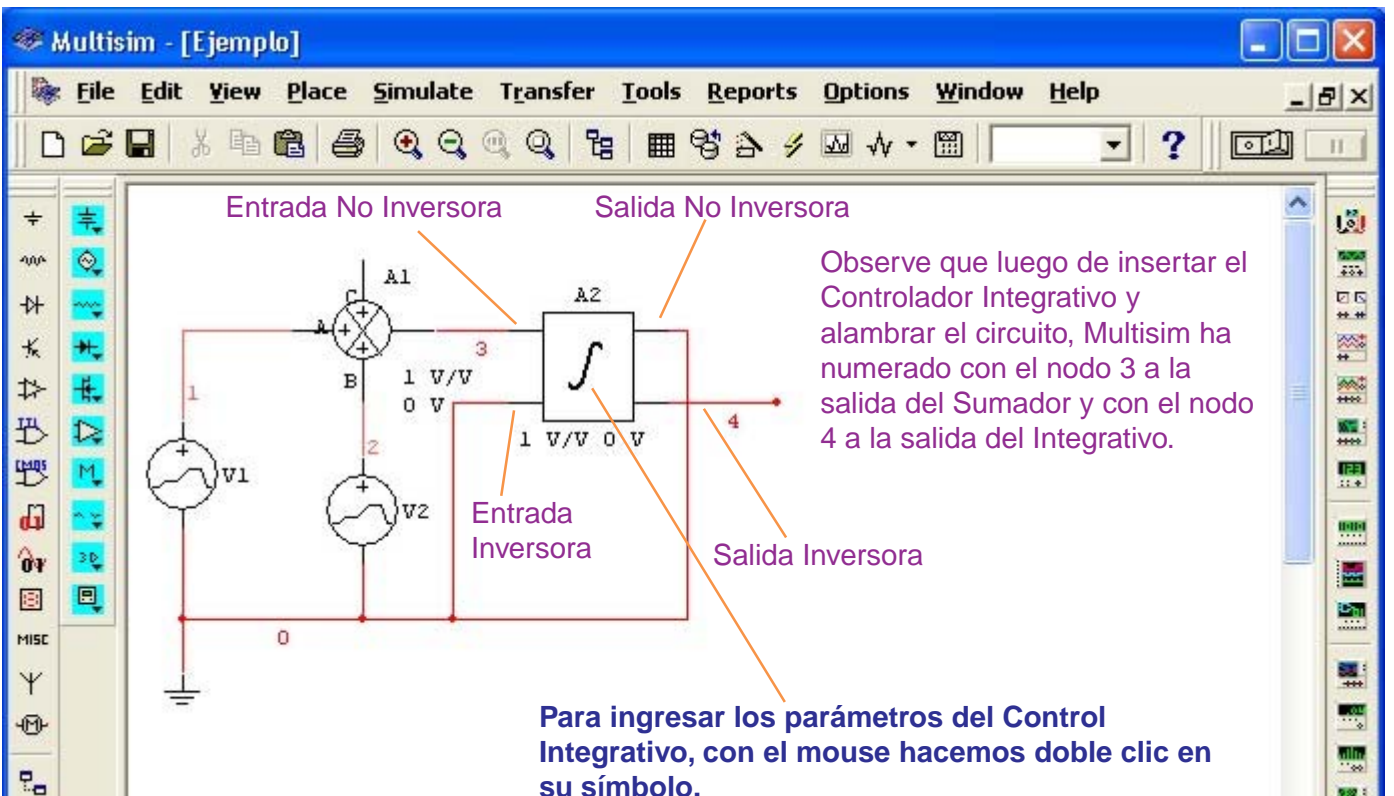 Multisim - [Ejemplo]
File Edit View Place Simulate Transfer Tools Reports Options Window Help
Entrada No Inversora
Salida No Inversora
Observe que luego de insertar el
Controlador Integrativo y
alambrar el circuito, Multisim ha
numerado con el nodo 3 a la
salida del Sumador y con el nodo
4 a la salida del Integrativo.
A1
C
A
B
1 V/V
0 V
3
A2
1 V/V 0 V
4
1
2
V1
V2
Entrada
Inversora
Salida Inversora
0
Para ingresar los parámetros del Control
Integrativo, con el mouse hacemos doble clic en
su símbolo.
TTL
CMOS
MISC
M
M
3D